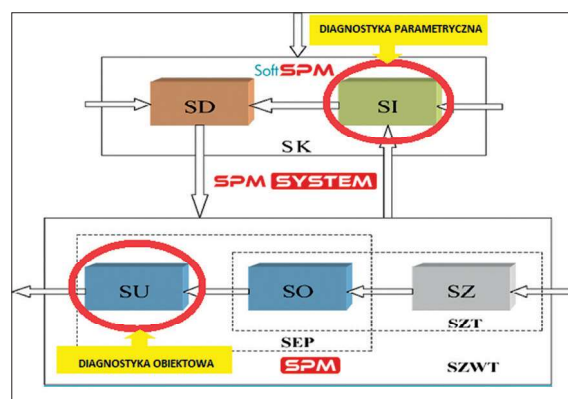 DIAGNOSTYKA PARAMETRYCZNA
SoftSPM
SD
SI
SK
SPM SYSTEM
SU
SO
SZ
SZT
SEP
DIAGNOSTYKA OBIEKTOWA
SPM
SZWT